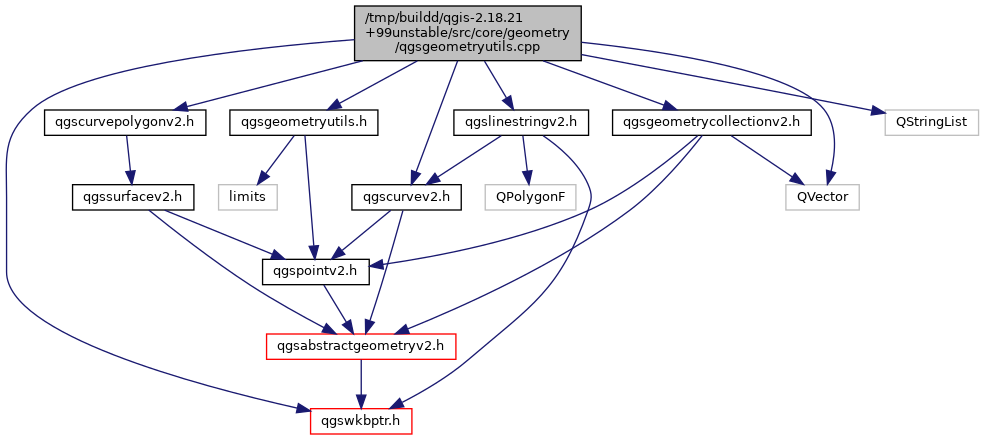 /tmp/buildd/qgis-2.18.21
+99unstable/src/core/geometry
/qgsgeometryutils.cpp
qgscurvepolygonv2.h
qgsgeometryutils.h
qgslinestringv2.h
qgsgeometrycollectionv2.h
QStringList
qgssurfacev2.h
limits
qgscurvev2.h
QPolygonF
QVector
qgspointv2.h
qgsabstractgeometryv2.h
qgswkbptr.h